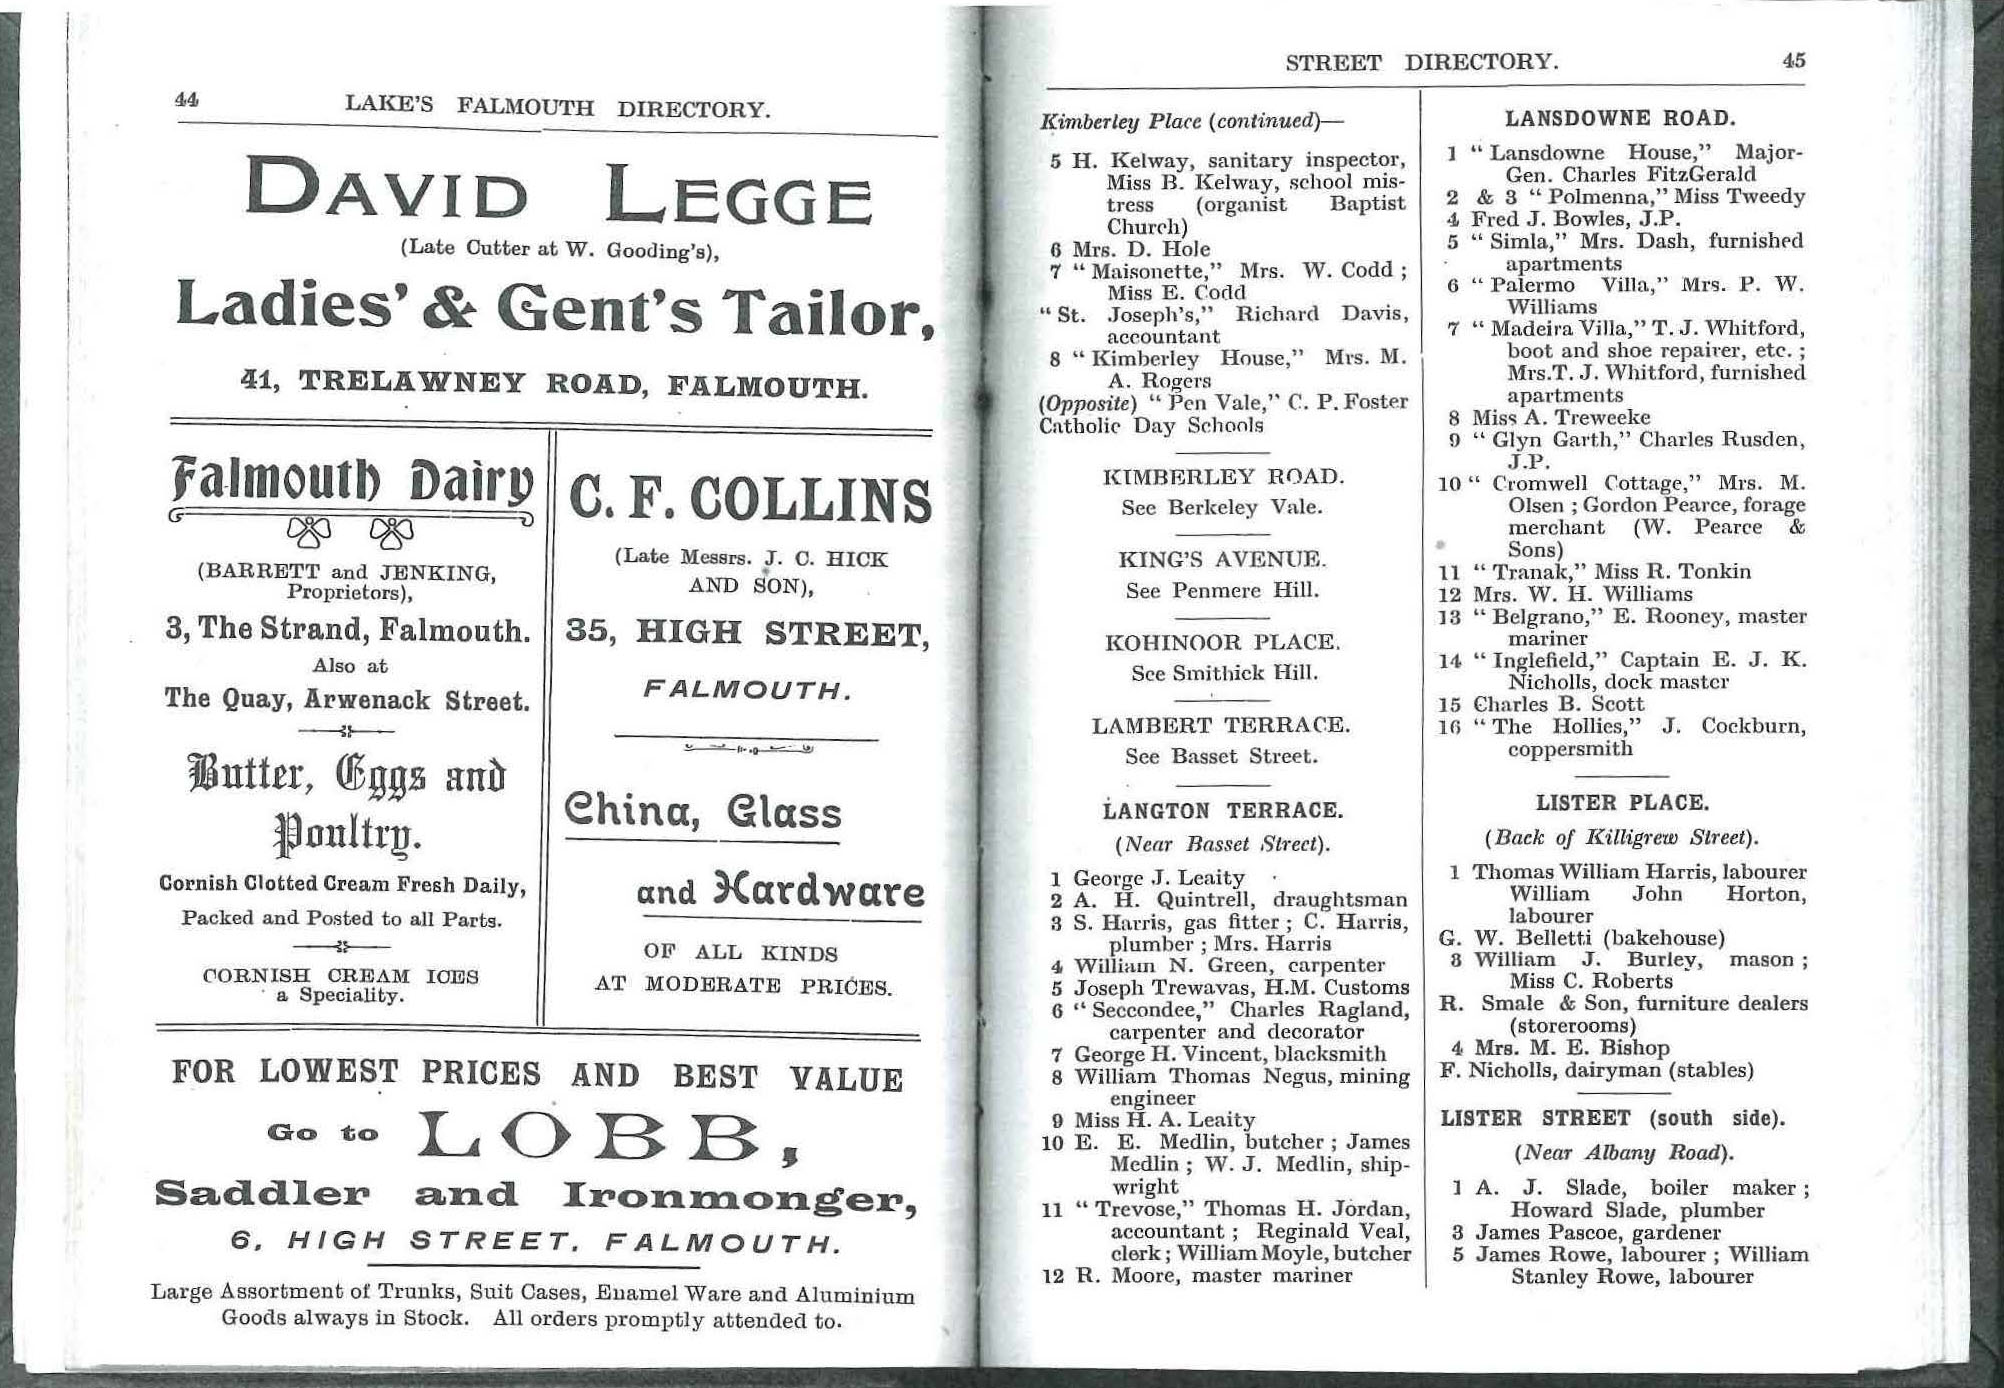 44
LAKE'S FALMOUTH DIRECTORY.
DAVID LEGGE
(Late Cutter at W. Gooding's),
Ladies' & Gent's Tailor,
41, TRELAWNEY ROAD, FALMOUTH.
Falmouth Dairy
(BARRETT and JENKING,
Proprietors),
3, The Strand, Falmouth.
Also at
The Quay, Arwenack Street.
Butter, Eggs and
Poultry.
Cornish Clotted Cream Fresh Daily,
Packed and Posted to all Parts.
CORNISH CREAM ICES
a Speciality.
C. F. COLLINS
(Late Messrs. J. C. HICK
AND SON),
35, HIGH STREET,
FALMOUTH.
China, Glass
and Hardware
OF ALL KINDS
AT MODERATE PRICES.
FOR LOWEST PRICES AND BEST VALUE
Go to LOBB,
Saddler and Ironmonger,
6, HIGH STREET, FALMOUTH.
Large Assortment of Trunks, Suit Cases, Enamel Ware and Aluminium
Goods always in Stock. All orders promptly attended to.
STREET DIRECTORY.
45
Kimberley Place (continued)—
5 H. Kelway, sanitary inspector,
Miss B. Kelway, school mis-
tress (organist Baptist
Church)
6 Mrs. D. Hole
7 "Maisonette," Mrs. W. Codd ;
Miss E. Codd
"St. Joseph's," Richard Davis,
accountant
8 "Kimberley House," Mrs. M.
A. Rogers
(Opposite) "Pen Vale," C. P. Foster
Catholic Day Schools
KIMBERLEY ROAD.
See Berkeley Vale.
KING'S AVENUE.
See Penmere Hill.
KOHINOOR PLACE.
See Smithick Hill.
LAMBERT TERRACE.
See Basset Street.
LANGTON TERRACE.
(Near Basset Street).
1 George J. Leaity
2 A. H. Quintrell, draughtsman
3 S. Harris, gas fitter ; C. Harris,
plumber ; Mrs. Harris
4 William N. Green, carpenter
5 Joseph Trewavas, H.M. Customs
6 "Seccondee," Charles Ragland,
carpenter and decorator
7 George H. Vincent, blacksmith
8 William Thomas Negus, mining
engineer
9 Miss H. A. Leaity
10 E. E. Medlin, butcher ; James
Medlin ; W. J. Medlin, ship-
wright
11 "Trevose," Thomas H. Jordan,
accountant ; Reginald Veal,
clerk ; William Moyle, butcher
12 R. Moore, master mariner
LANSDOWNE ROAD.
1 "Lansdowne House," Major-
Gen. Charles FitzGerald
2 & 3 "Polmenna," Miss Tweedy
4 Fred J. Bowles, J.P.
5 "Simla," Mrs. Dash, furnished
apartments
6 "Palermo Villa," Mrs. P. W.
Williams
7 "Madeira Villa," T. J. Whitford,
boot and shoe repairer, etc. ;
Mrs.T. J. Whitford, furnished
apartments
8 Miss A. Treweeke
9 "Glyn Garth," Charles Rusden,
J.P.
10 "Cromwell Cottage," Mrs. M.
Olsen ; Gordon Pearce, forage
merchant (W. Pearce &
Sons)
11 "Tranak," Miss R. Tonkin
12 Mrs. W. H. Williams
13 "Belgrano," E. Rooney, master
mariner
14 "Inglefield," Captain E. J. K.
Nicholls, dock master
15 Charles B. Scott
16 "The Hollies," J. Cockburn,
coppersmith
LISTER PLACE.
(Back of Killigrew Street).
1 Thomas William Harris, labourer
William John Horton,
labourer
G. W. Belletti (bakehouse)
3 William J. Burley, mason ;
Miss C. Roberts
R. Smale & Son, furniture dealers
(storerooms)
4 Mrs. M. E. Bishop
F. Nicholls, dairyman (stables)
LISTER STREET (south side).
(Near Albany Road).
1 A. J. Slade, boiler maker ;
Howard Slade, plumber
3 James Pascoe, gardener
5 James Rowe, labourer ; William
Stanley Rowe, labourer